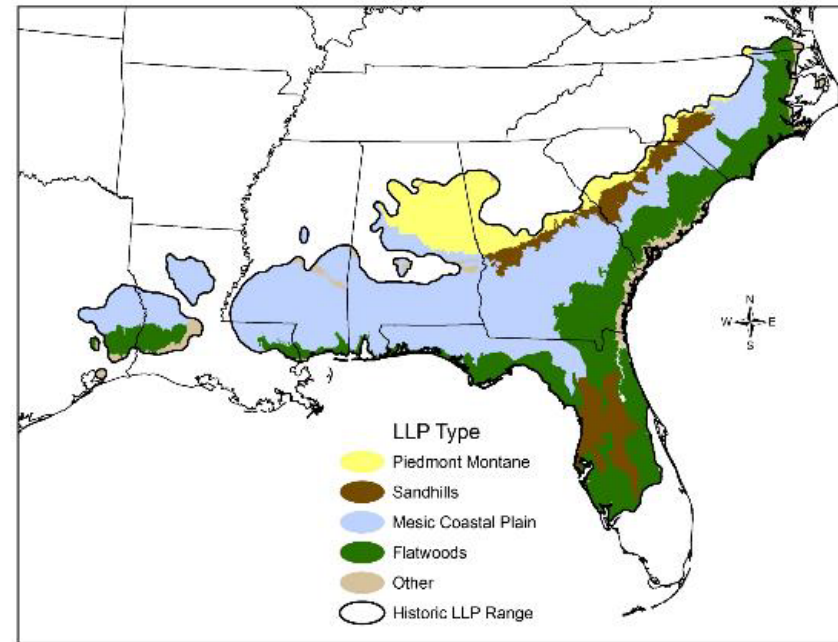 N
W E
S
LLP Type
Piedmont Montane
Sandhills
Mesic Coastal Plain
Flatwoods
Other
Historic LLP Range